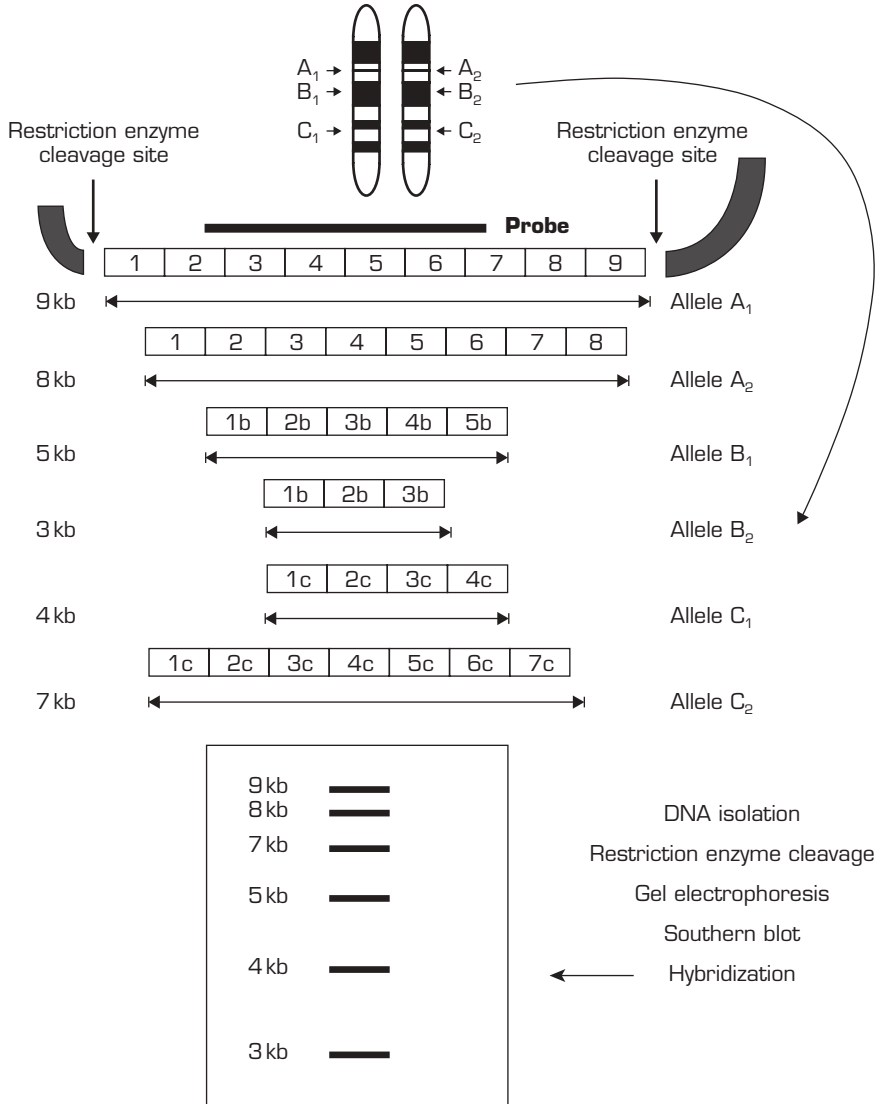 A₁ A₂
B₁ B₂
C₁ C₂
Restriction enzyme
cleavage site
Restriction enzyme
cleavage site
Probe
1 2 3 4 5 6 7 8 9
9 kb Allele A₁
1 2 3 4 5 6 7 8
8 kb Allele A₂
1b 2b 3b 4b 5b
5 kb Allele B₁
1b 2b 3b
3 kb Allele B₂
1c 2c 3c 4c
4 kb Allele C₁
1c 2c 3c 4c 5c 6c 7c
7 kb Allele C₂
9 kb
8 kb
7 kb
5 kb
4 kb
3 kb
DNA isolation
Restriction enzyme cleavage
Gel electrophoresis
Southern blot
Hybridization